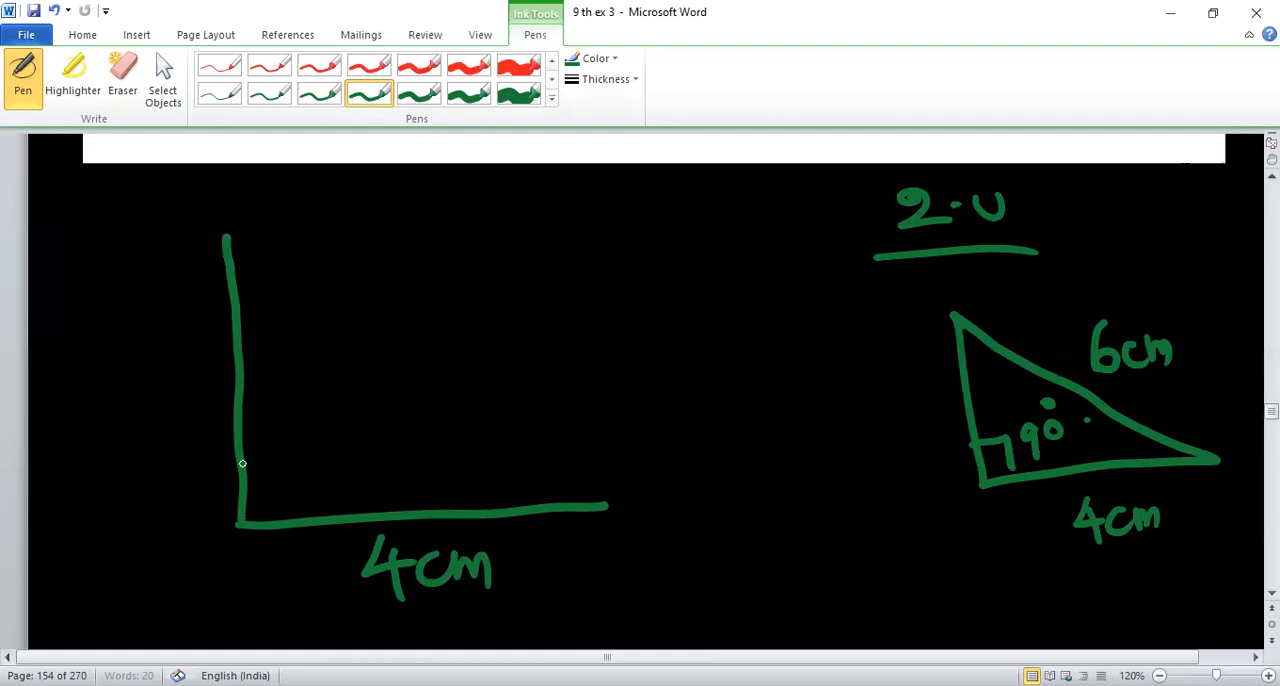 Ink Tools
9 th ex 3 - Microsoft Word
File Home Insert Page Layout References Mailings Review View Pens
Pen Highlighter Eraser Select Objects
Color
Thickness
Write Pens
2.U
6cm
90°
4cm
4cm
Page: 154 of 270 Words: 20 English (India) 120%